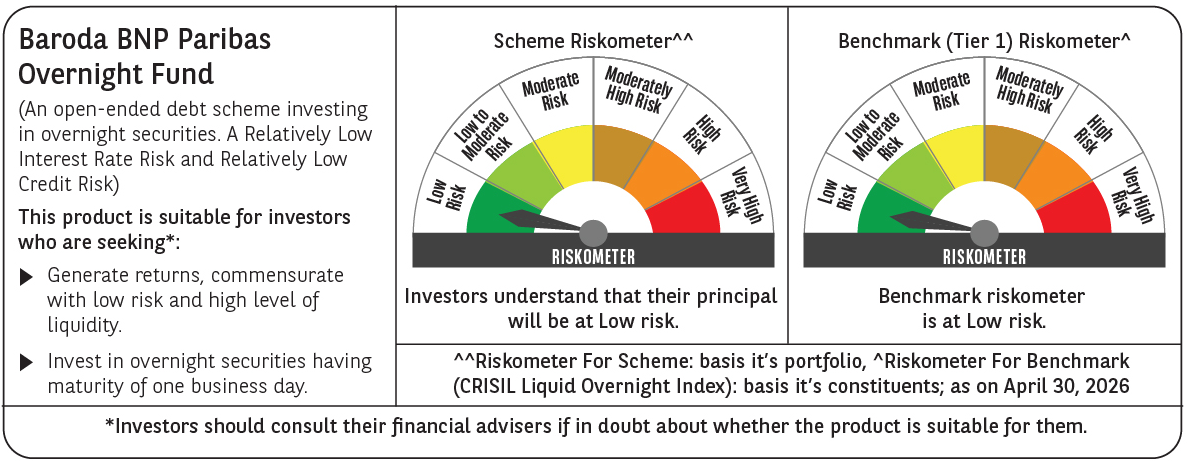 Baroda BNP Paribas
Overnight Fund
(An open-ended debt scheme investing
in overnight securities. A Relatively Low
Interest Rate Risk and Relatively Low
Credit Risk)
This product is suitable for investors
who are seeking*:
Generate returns, commensurate
with low risk and high level of
liquidity.
Invest in overnight securities having
maturity of one business day.
Scheme Riskometer^^
Low
Risk
Low to
Moderate
Risk
Moderate
Risk
Moderately
High Risk
High
Risk
Very High
Risk
RISKOMETER
Investors understand that their principal
will be at Low risk.
Benchmark (Tier 1) Riskometer^
Low
Risk
Low to
Moderate
Risk
Moderate
Risk
Moderately
High Risk
High
Risk
Very High
Risk
RISKOMETER
Benchmark riskometer
is at Low risk.
^^Riskometer For Scheme: basis it's portfolio, ^Riskometer For Benchmark
(CRISIL Liquid Overnight Index): basis it's constituents; as on April 30, 2026
*Investors should consult their financial advisers if in doubt about whether the product is suitable for them.